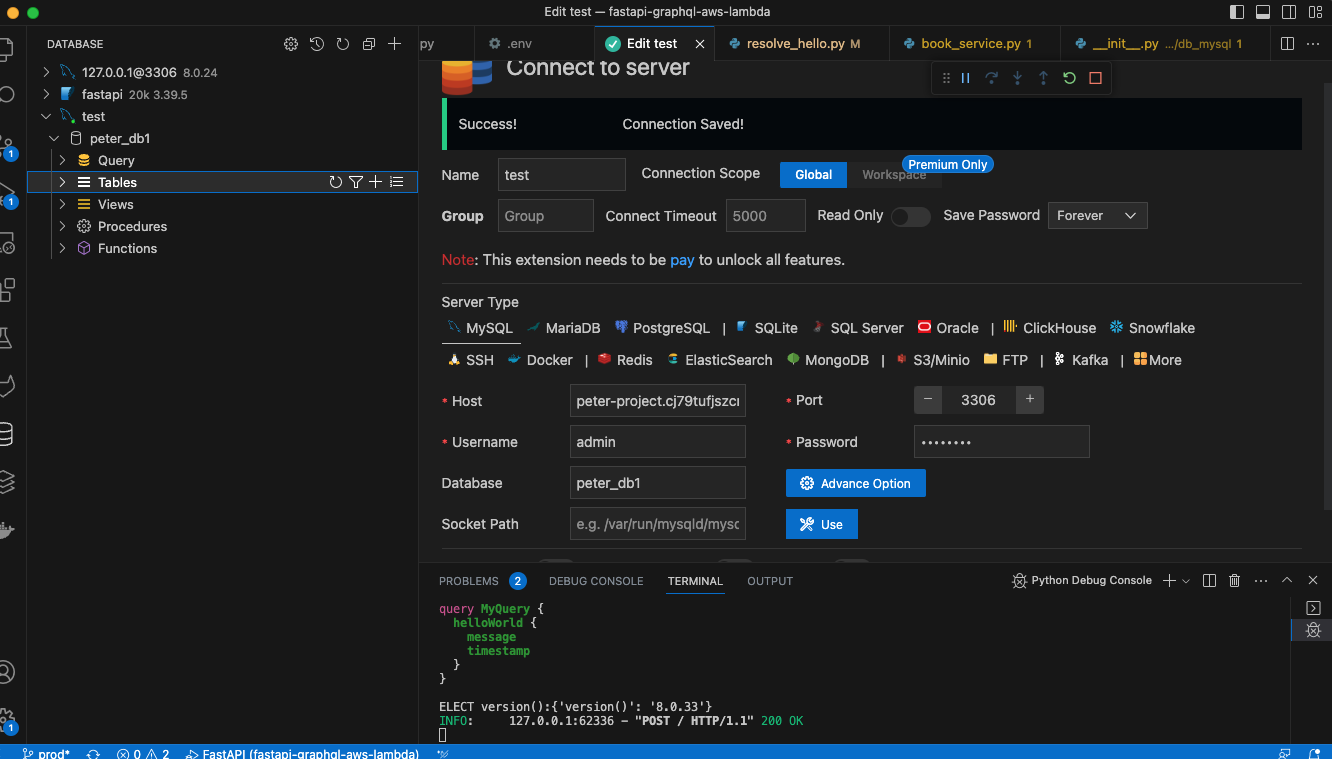 Edit test — fastapi-graphql-aws-lambda
DATABASE
127.0.0.1@3306 8.0.24
fastapi 20k 3.39.5
test
peter_db1
Query
Tables
Views
Procedures
Functions
1
1
1
py
.env
Edit test
resolve_hello.py M
book_service.py 1
__init__.py .../db_mysql 1
Connect to server
Success! Connection Saved!
Name test Connection Scope Global Workspace Premium Only
Group Group Connect Timeout 5000 Read Only Save Password Forever
Note: This extension needs to be pay to unlock all features.
Server Type
MySQL MariaDB PostgreSQL | SQLite SQL Server Oracle | ClickHouse Snowflake
SSH Docker | Redis ElasticSearch MongoDB | S3/Minio FTP | Kafka | More
* Host peter-project.cj79tufjszcr * Port − 3306 +
* Username admin * Password ••••••••
Database peter_db1 Advance Option
Socket Path e.g. /var/run/mysqld/mysc Use
PROBLEMS 2 DEBUG CONSOLE TERMINAL OUTPUT Python Debug Console
query MyQuery {
helloWorld {
message
timestamp
}
}
ELECT version():{'version()': '8.0.33'}
INFO: 127.0.0.1:62336 - "POST / HTTP/1.1" 200 OK
prod* 0 2 FastAPI (fastapi-graphql-aws-lambda)